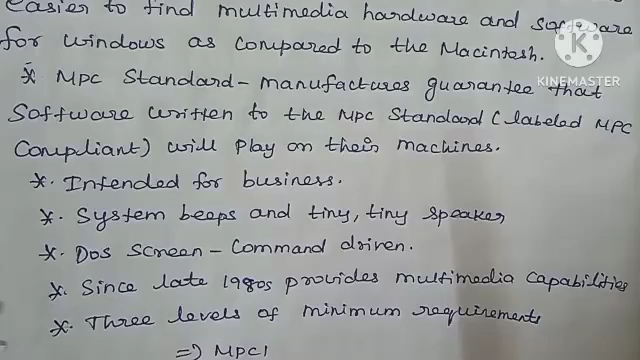 easier to find multimedia hardware and software
for windows as compared to the Macintosh.
* MPC Standard - manufactures guarantee that
Software written to the MPC Standard (labeled MPC
Compliant) will play on their machines.
*. Intended for business.
*. System beeps and tiny, tiny speaker
*. Dos Screen - Command driven.
*. Since late 1980s provides multimedia capabilities
*. Three levels of minimum requirements
=> MPC1
KINEMASTER